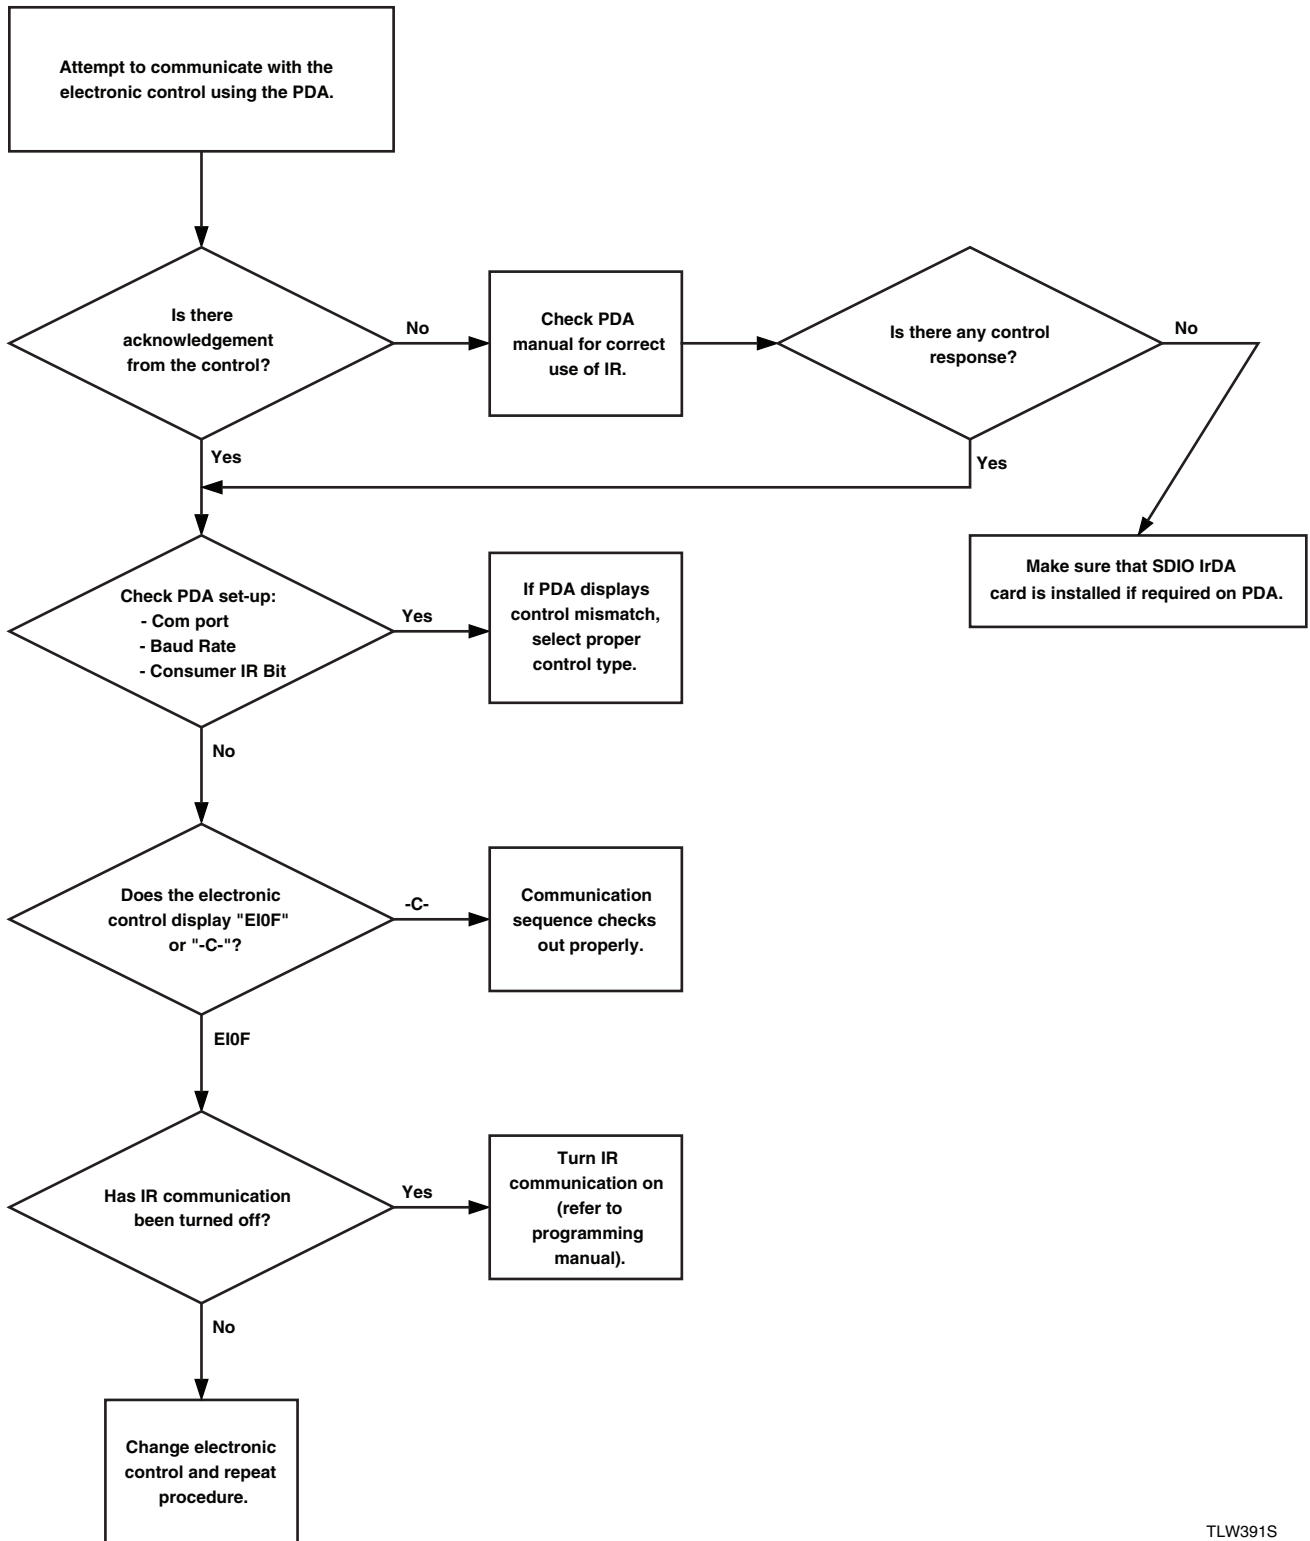 Attempt to communicate with the
electronic control using the PDA.
Is there
acknowledgement
from the control?
No
Check PDA
manual for correct
use of IR.
Is there any control
response?
No
Yes
Yes
Make sure that SDIO IrDA
card is installed if required on PDA.
Check PDA set-up:
- Com port
- Baud Rate
- Consumer IR Bit
Yes
If PDA displays
control mismatch,
select proper
control type.
No
Does the electronic
control display "EI0F"
or "-C-"?
-C-
Communication
sequence checks
out properly.
EI0F
Has IR communication
been turned off?
Yes
Turn IR
communication on
(refer to
programming
manual).
No
Change electronic
control and repeat
procedure.
TLW391S